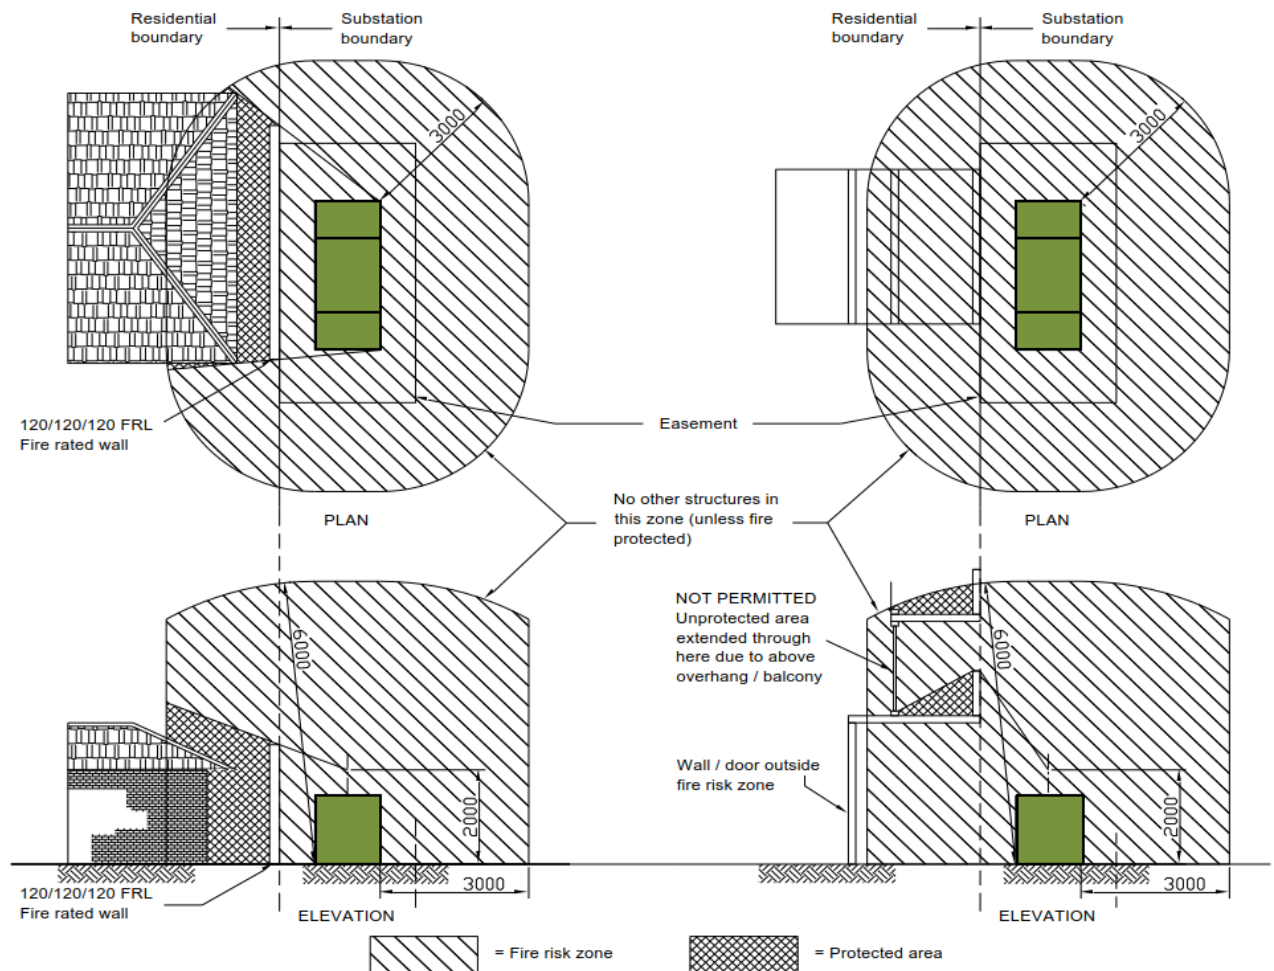 Residential
boundary
Substation
boundary
Residential
boundary
Substation
boundary
3000
3000
120/120/120 FRL
Fire rated wall
Easement
No other structures in
this zone (unless fire
protected)
PLAN
PLAN
NOT PERMITTED
Unprotected area
extended through
here due to above
overhang / balcony
6000
6000
Wall / door outside
fire risk zone
2000
2000
3000
3000
120/120/120 FRL
Fire rated wall
ELEVATION
ELEVATION
= Fire risk zone
= Protected area